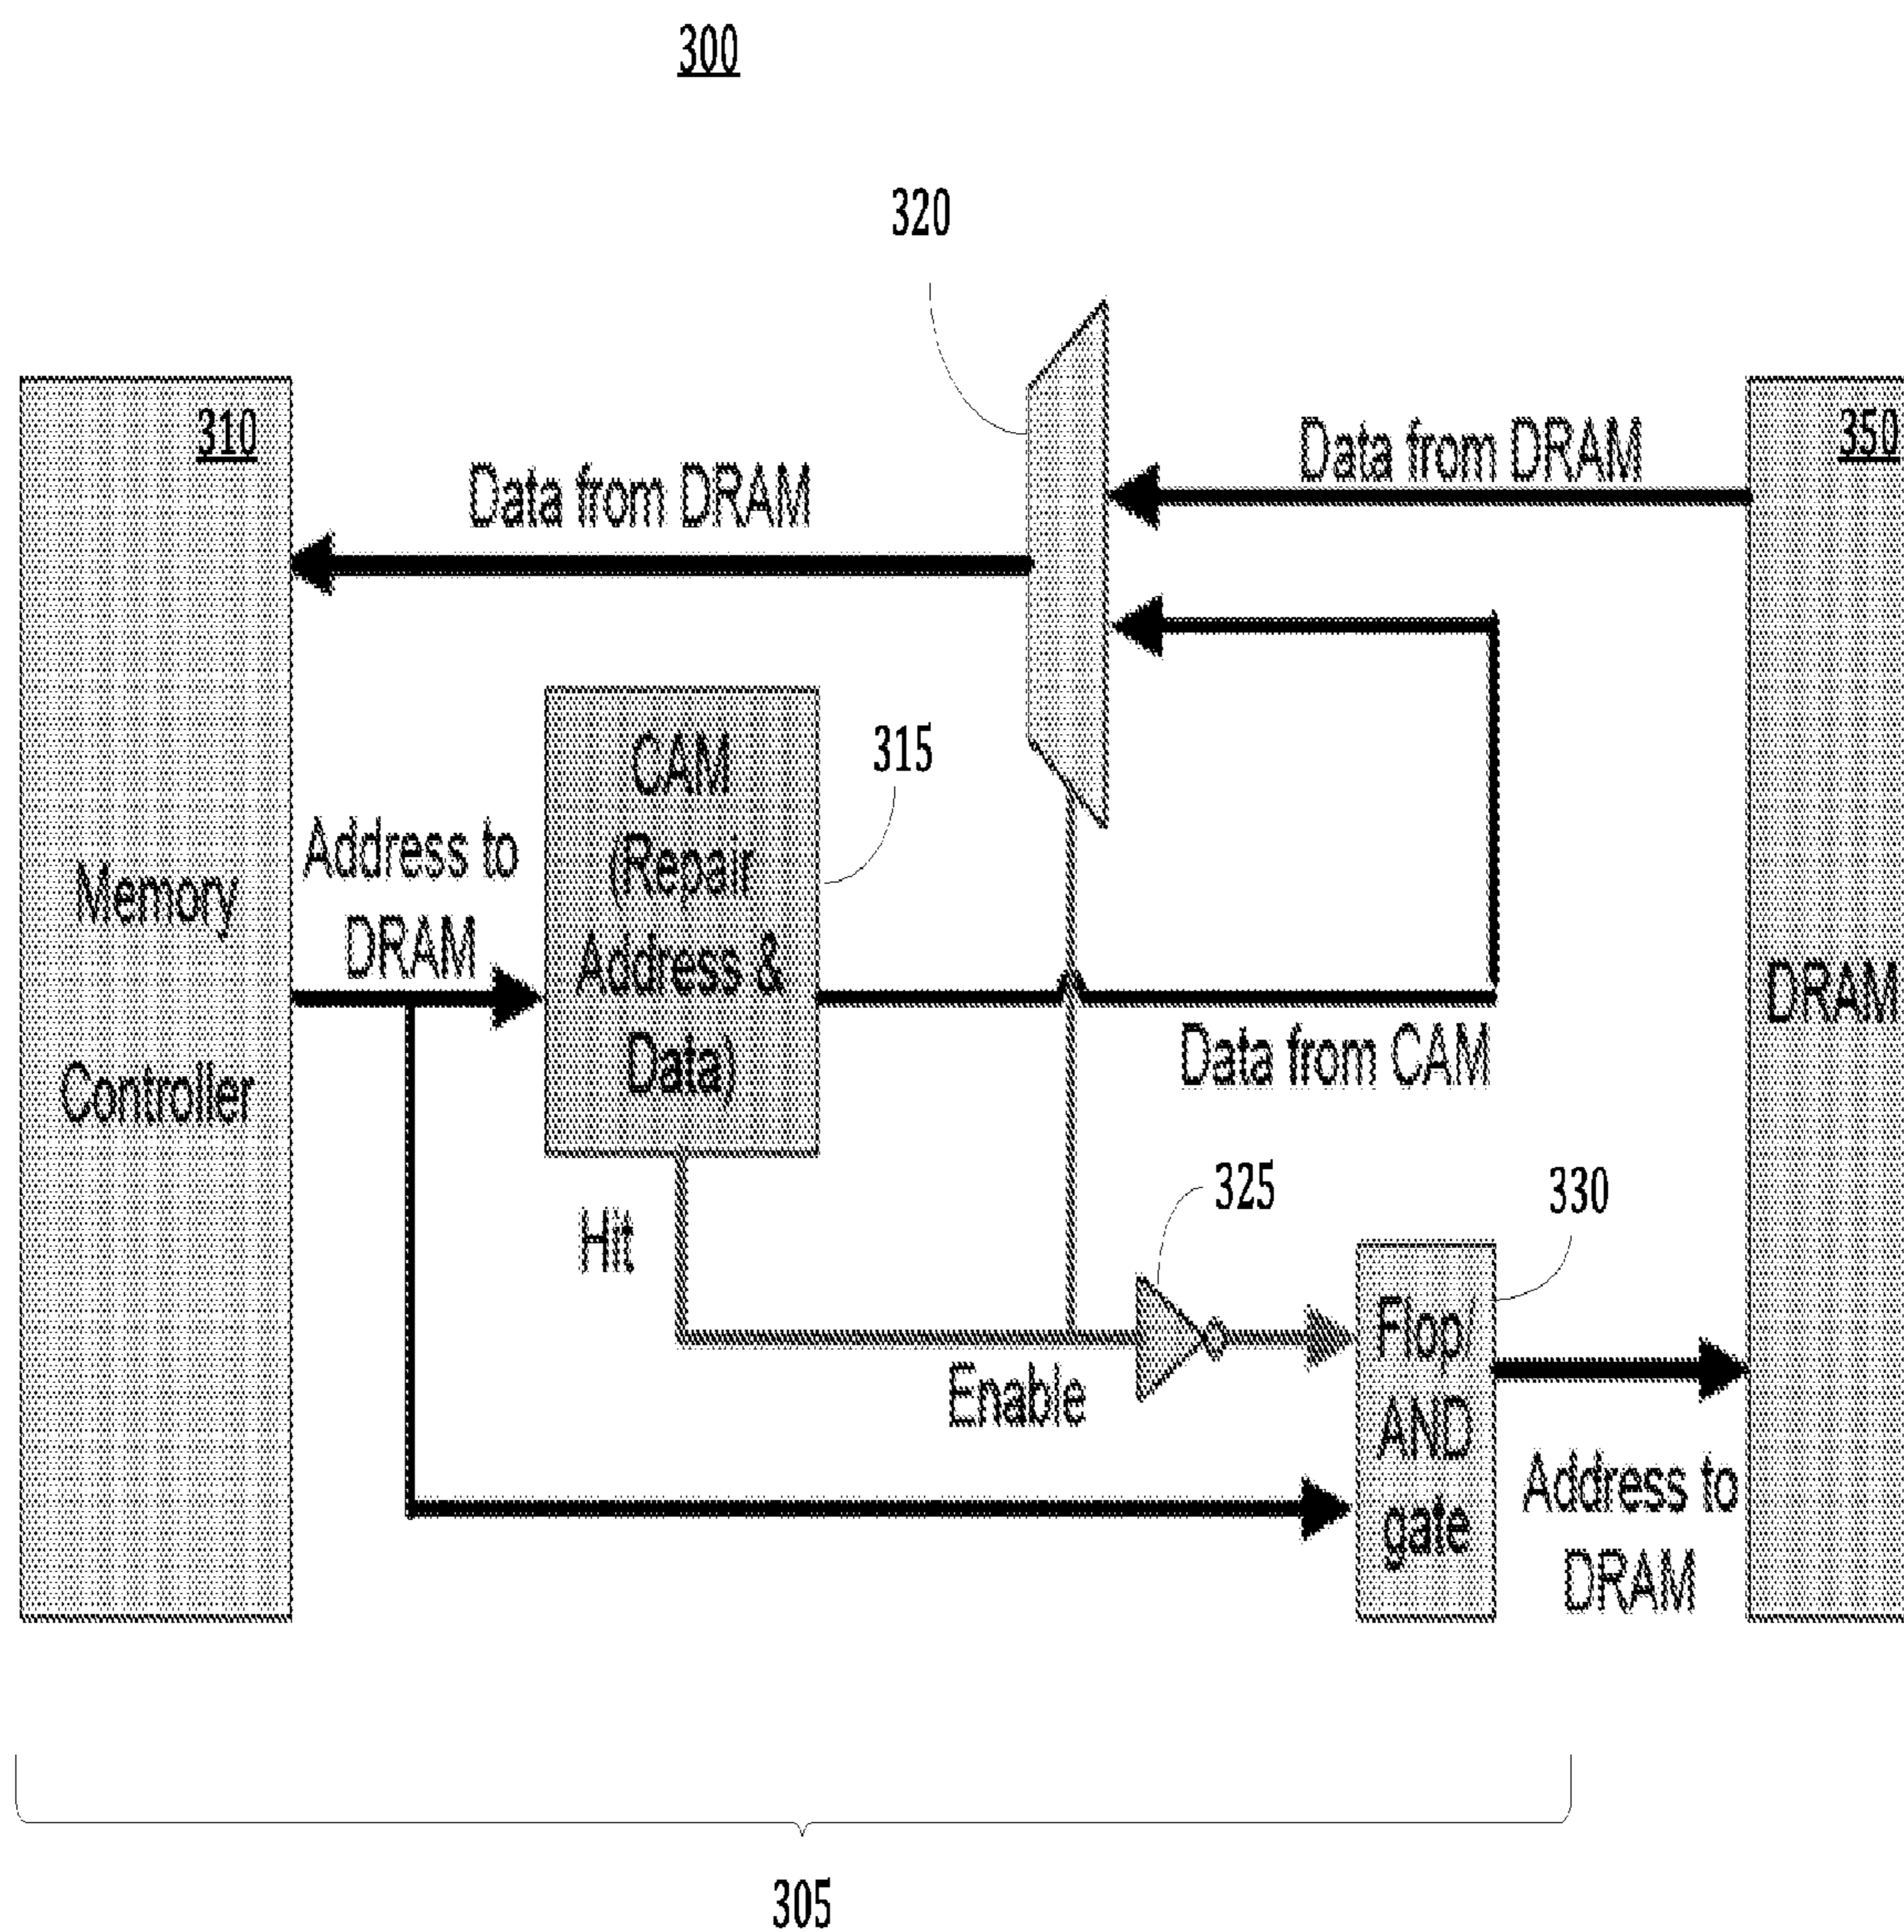 300
320
310
350
Data from DRAM
Data from DRAM
CAM
(Repair
Address &
Data)
315
Address to
DRAM
Memory
Controller
DRAM
Data from CAM
Hit
325
330
Enable
Flop/
AND
gate
Address to
DRAM
305